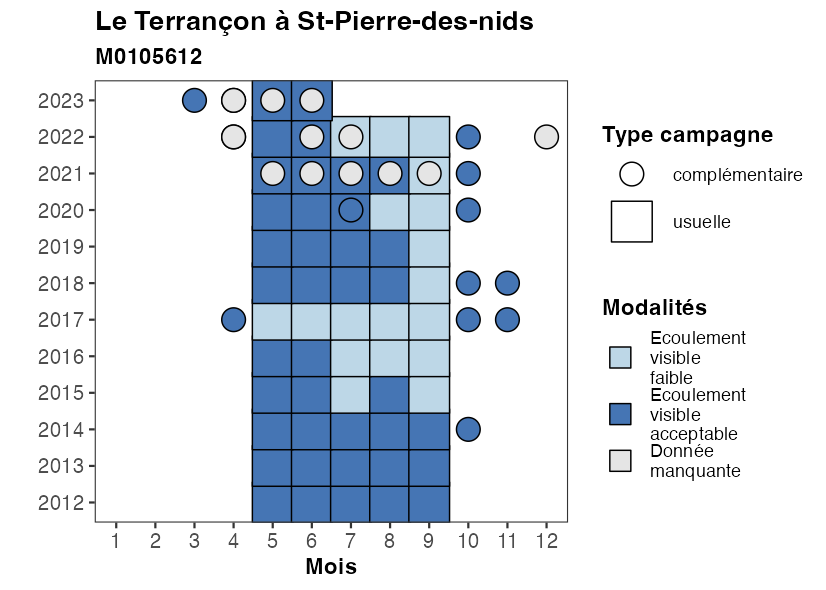 Le Terrançon à St-Pierre-des-nids
M0105612
2023
2022
2021
2020
2019
2018
2017
2016
2015
2014
2013
2012
1 2 3 4 5 6 7 8 9 10 11 12
Mois
Type campagne
complémentaire
usuelle
Modalités
Ecoulement
visible
faible
Ecoulement
visible
acceptable
Donnée
manquante